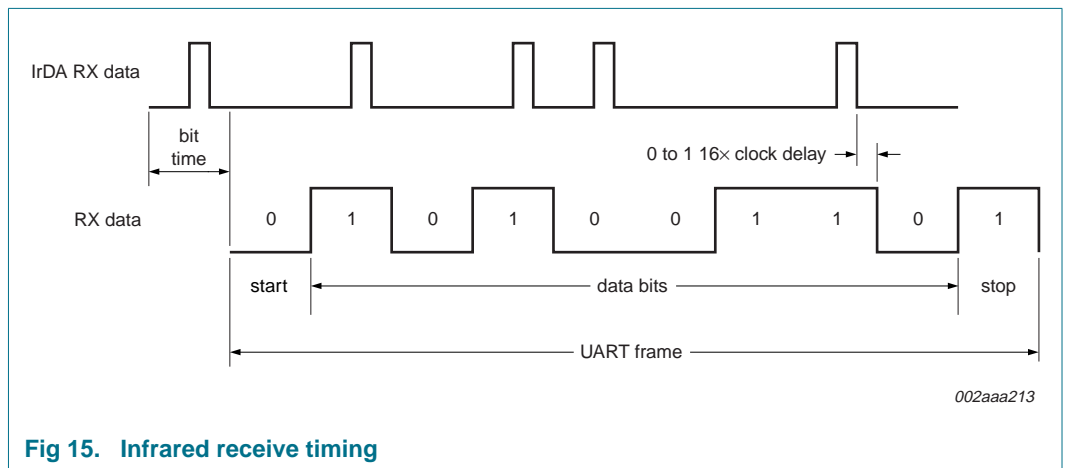 IrDA RX data
bit
time
0 to 1 16× clock delay
RX data
0 1 0 1 0 0 1 1 0 1
start data bits stop
UART frame
002aaa213
Fig 15. Infrared receive timing